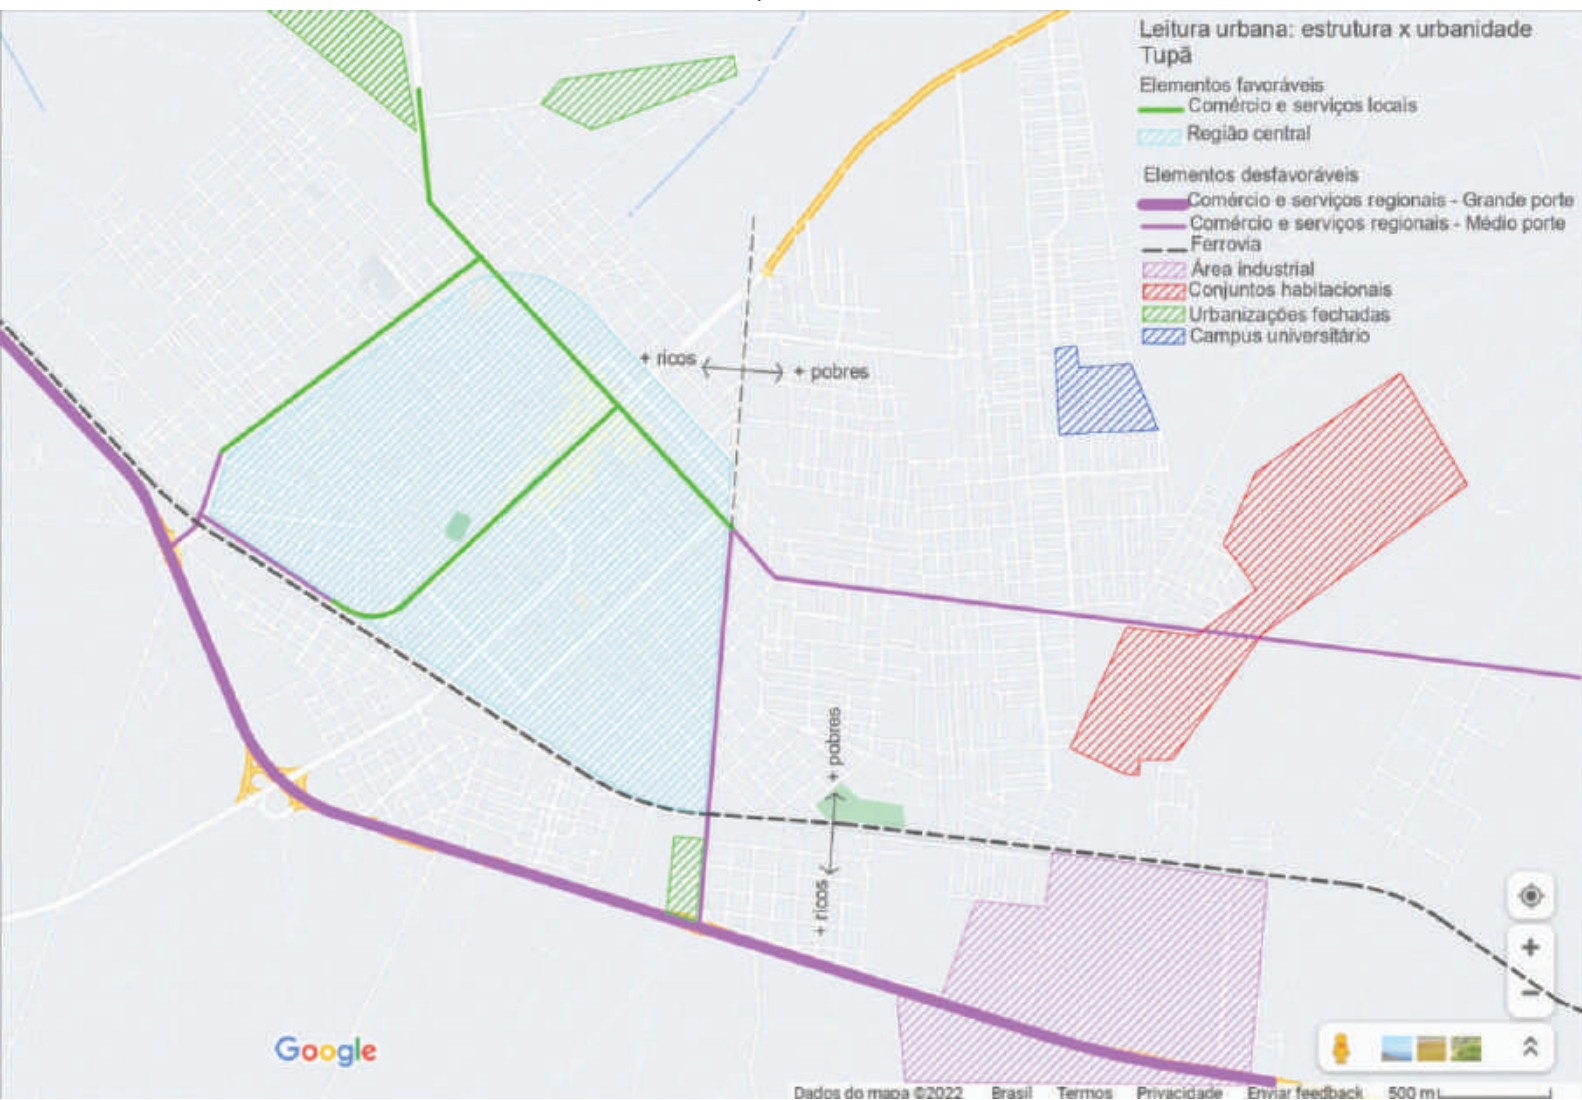 Leitura urbana: estrutura x urbanidade
Tupã
Elementos favoráveis
Comércio e serviços locais
Região central
Elementos desfavoráveis
Comércio e serviços regionais - Grande porte
Comércio e serviços regionais - Médio porte
Ferrovia
Área industrial
Conjuntos habitacionais
Urbanizações fechadas
Campus universitário
+ ricos
+ pobres
+ pobres
+ ricos
Google
Dados do mapa ©2022 Brasil Termos Privacidade Enviar feedback 500 m